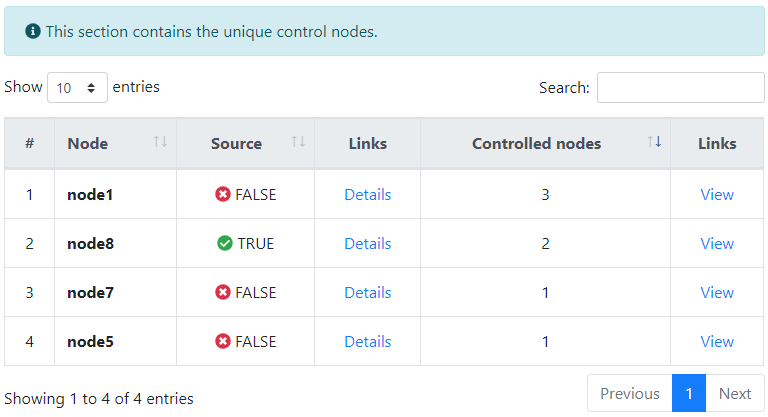 This section contains the unique control nodes.
Show 10 entries Search:
# Node Source Links Controlled nodes Links
1 node1 FALSE Details 3 View
2 node8 TRUE Details 2 View
3 node7 FALSE Details 1 View
4 node5 FALSE Details 1 View
Showing 1 to 4 of 4 entries Previous 1 Next